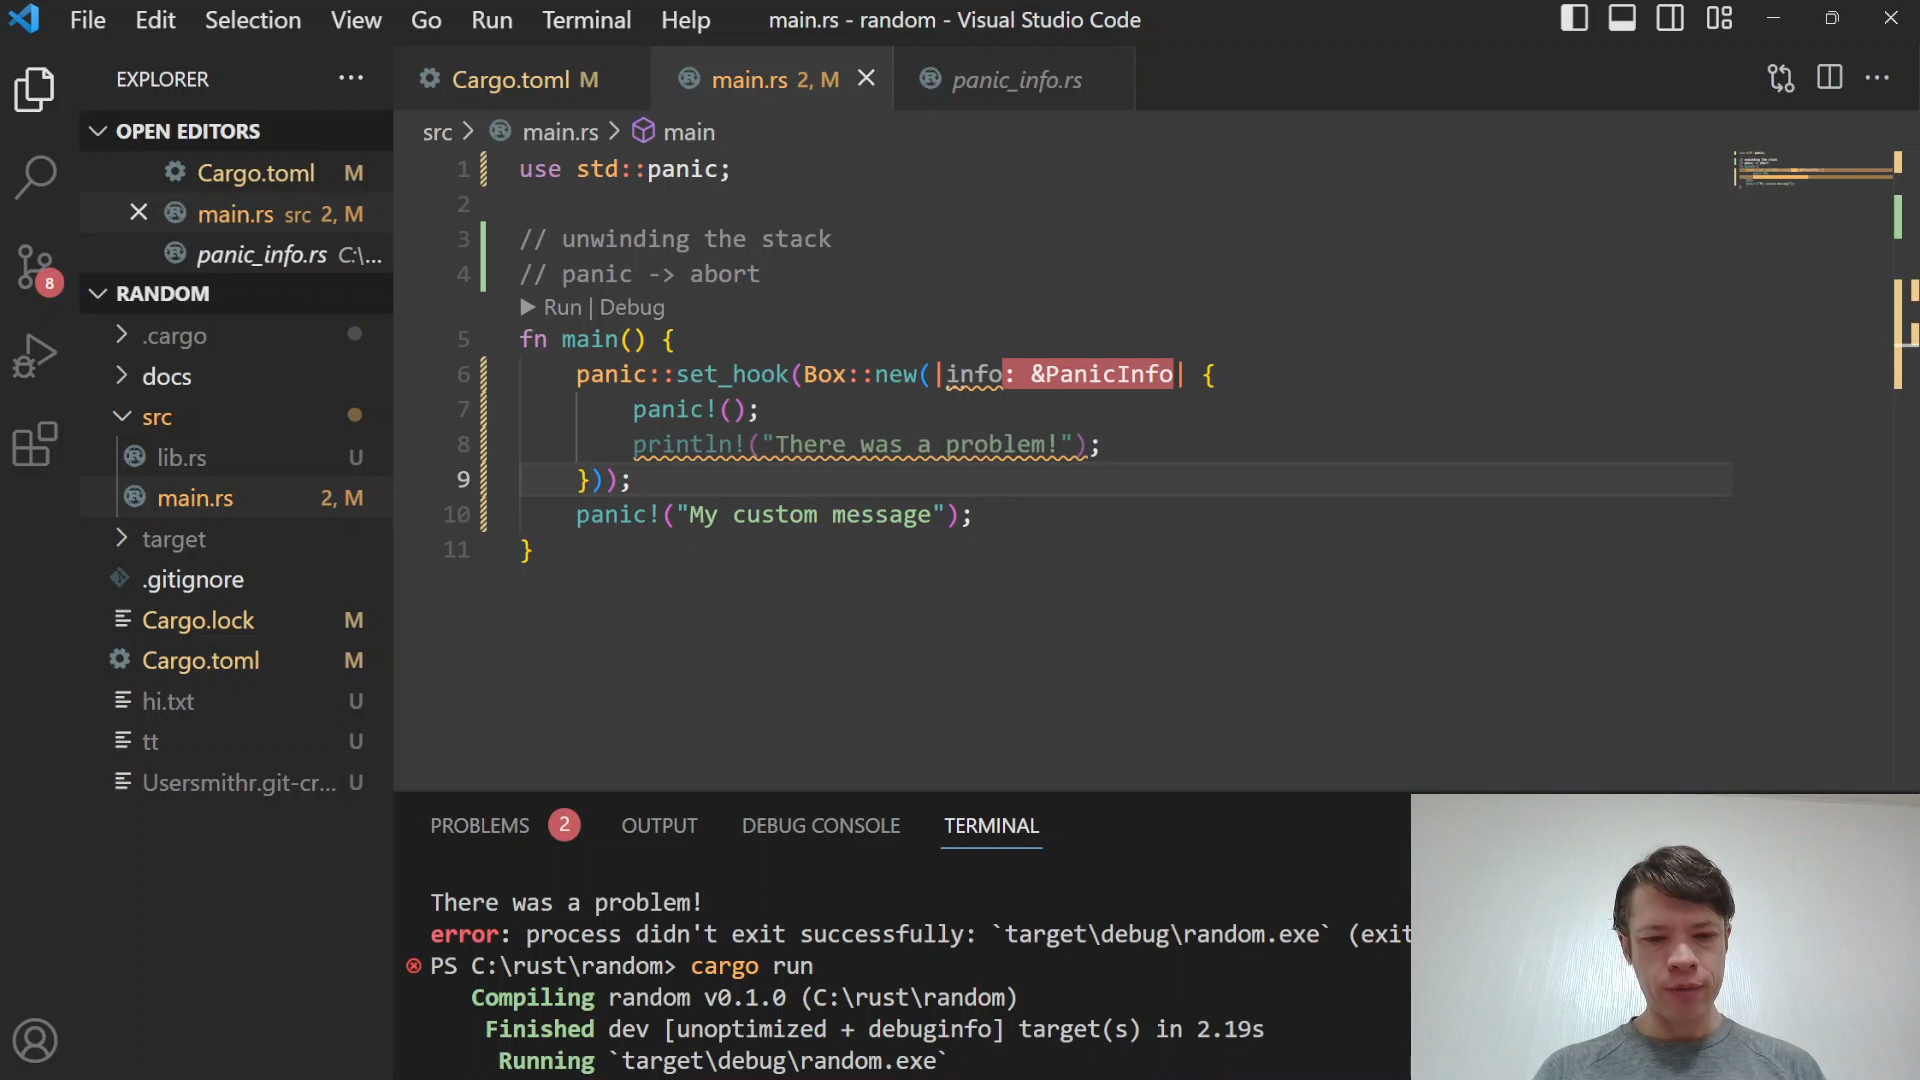 File Edit Selection View Go Run Terminal Help main.rs - random - Visual Studio Code
EXPLORER
Cargo.toml M
main.rs 2, M
panic_info.rs
OPEN EDITORS
Cargo.toml M
main.rs src 2, M
panic_info.rs C:\...
RANDOM
.cargo
docs
src
lib.rs U
main.rs 2, M
target
.gitignore
Cargo.lock M
Cargo.toml M
hi.txt U
tt U
Usersmithr.git-cr... U
8
src > main.rs > main
1 use std::panic;
2
3 // unwinding the stack
4 // panic -> abort
Run | Debug
5 fn main() {
6 panic::set_hook(Box::new(|info: &PanicInfo| {
7 panic!();
8 println!("There was a problem!");
9 }));
10 panic!("My custom message");
11 }
PROBLEMS 2 OUTPUT DEBUG CONSOLE TERMINAL
There was a problem!
error: process didn't exit successfully: `target\debug\random.exe` (exit
PS C:\rust\random> cargo run
Compiling random v0.1.0 (C:\rust\random)
Finished dev [unoptimized + debuginfo] target(s) in 2.19s
Running `target\debug\random.exe`